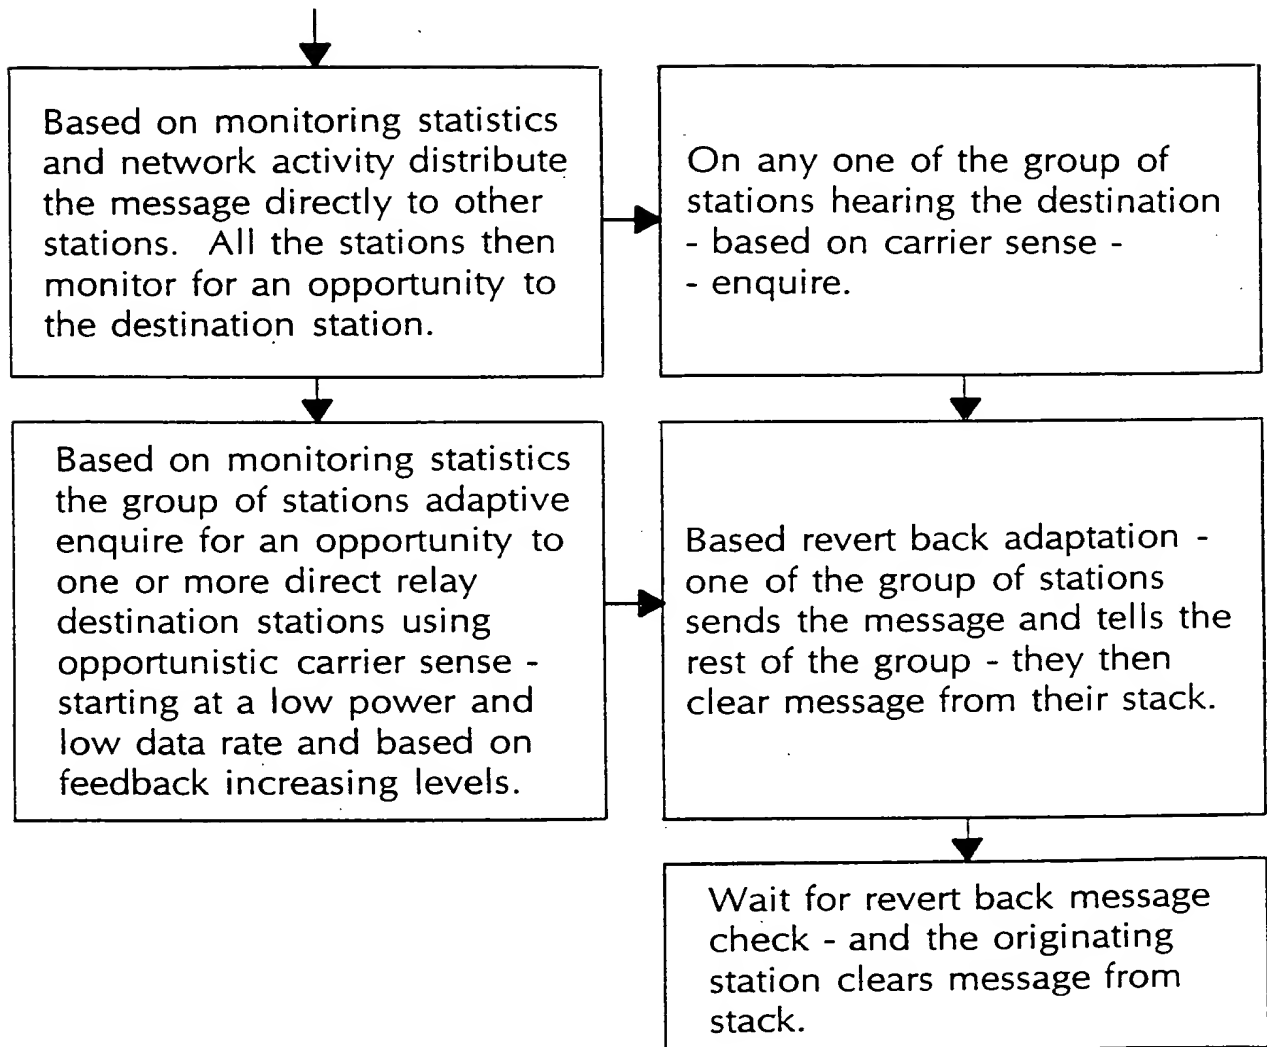 Based on monitoring statistics
and network activity distribute
the message directly to other
stations. All the stations then
monitor for an opportunity to
the destination station.
On any one of the group of
stations hearing the destination
- based on carrier sense -
- enquire.
Based on monitoring statistics
the group of stations adaptive
enquire for an opportunity to
one or more direct relay
destination stations using
opportunistic carrier sense -
starting at a low power and
low data rate and based on
feedback increasing levels.
Based revert back adaptation -
one of the group of stations
sends the message and tells the
rest of the group - they then
clear message from their stack.
Wait for revert back message
check - and the originating
station clears message from
stack.